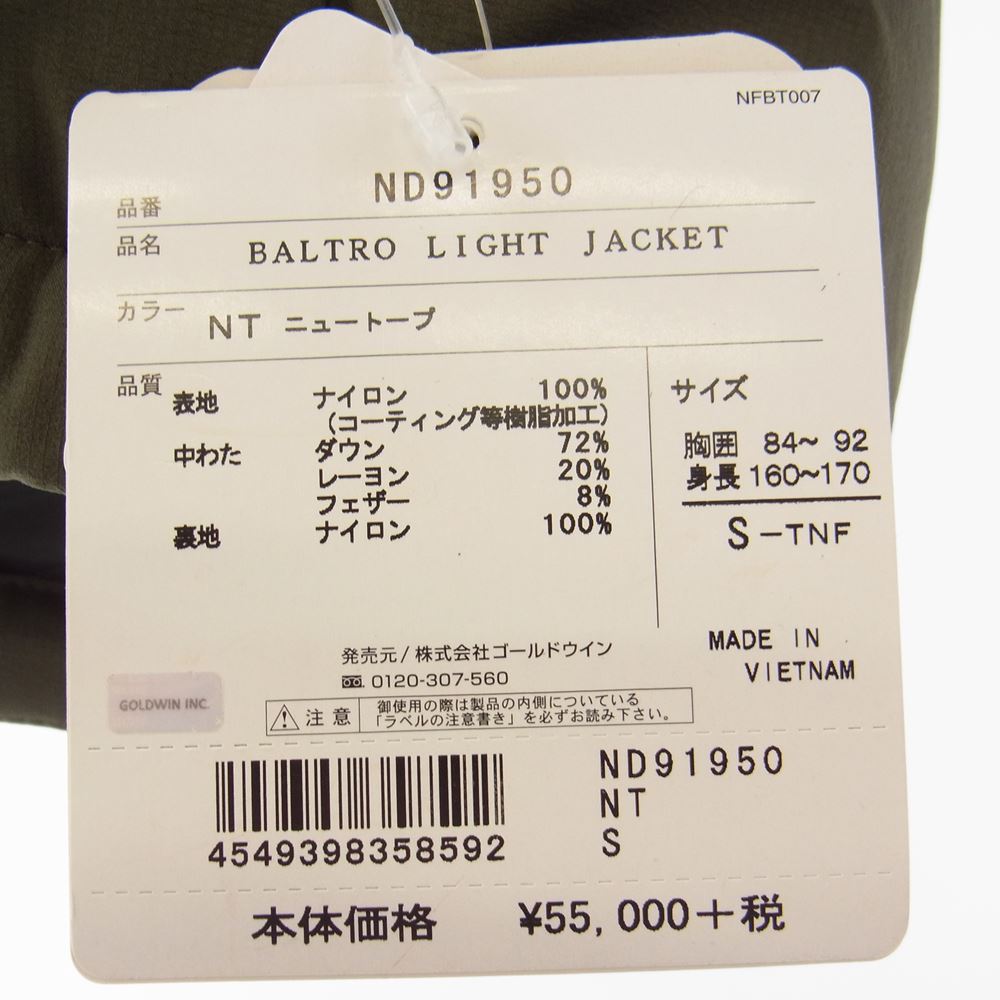 NFBT007
品番 ND91950
品名 BALTRO LIGHT JACKET
カラー NT ニュートープ
品質 表地 ナイロン 100%
(コーティング等樹脂加工)
中わた ダウン 72%
レーヨン 20%
フェザー 8%
裏地 ナイロン 100%
サイズ
胸囲 84~ 92
身長 160~170
S-TNF
MADE IN
VIETNAM
発売元/株式会社ゴールドウイン
0120-307-560
GOLDWIN INC.
注意 御使用の際は製品の内側についている
「ラベルの注意書き」を必ずお読み下さい。
4549398358592
ND91950
NT
S
本体価格 ¥55,000+税